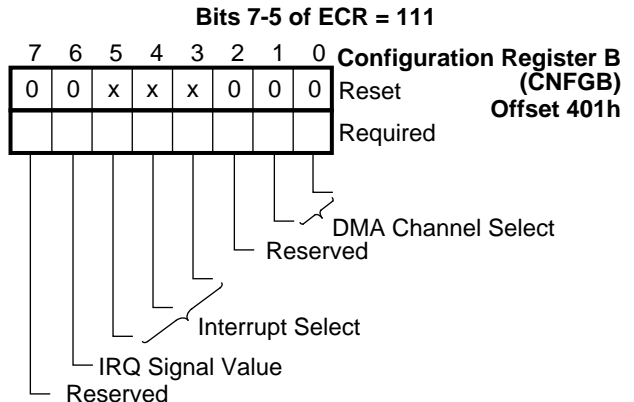 Bits 7-5 of ECR = 111
7 6 5 4 3 2 1 0 Configuration Register B
(CNFGB)
0 0 x x x 0 0 0 Reset
Offset 401h
Required
DMA Channel Select
Reserved
Interrupt Select
IRQ Signal Value
Reserved